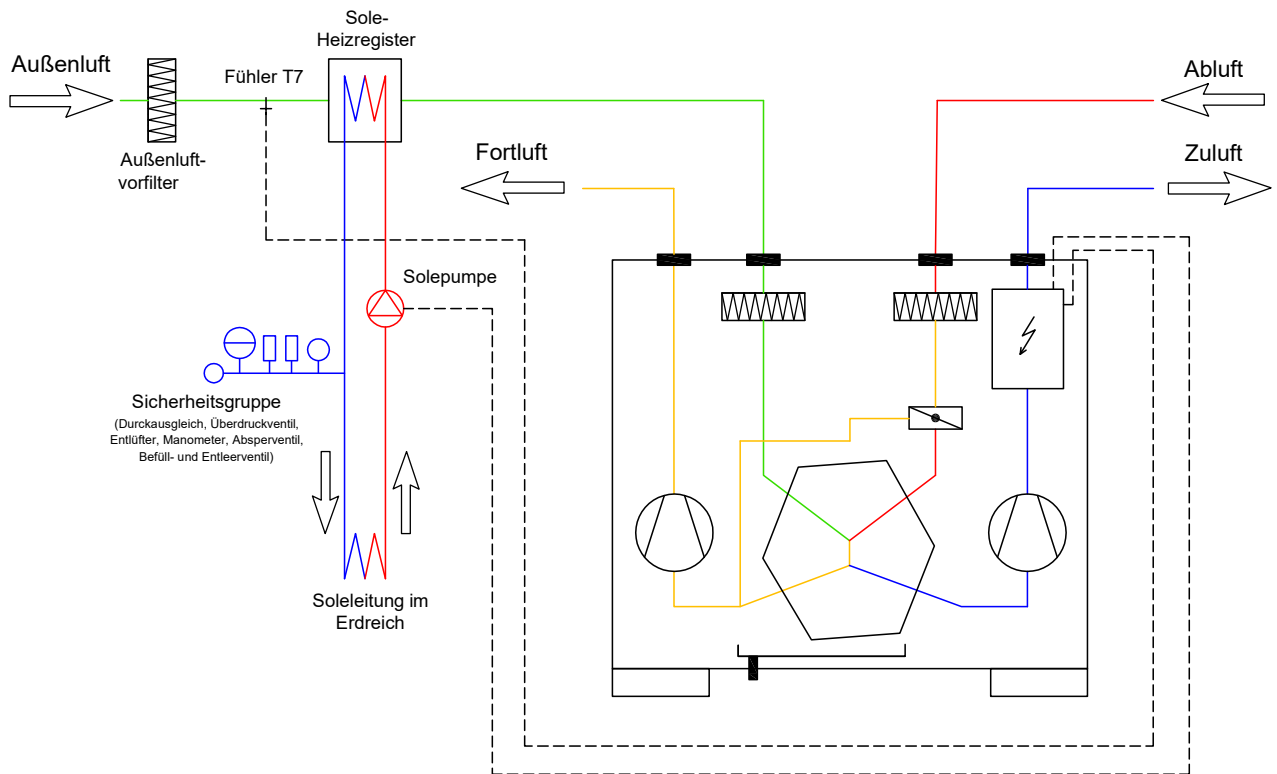 Sole-
Heizregister
Außenluft
Fühler T7
Abluft
Außenluft-
vorfilter
Fortluft
Zuluft
Solepumpe
Sicherheitsgruppe
(Durckausgleich, Überdruckventil,
Entlüfter, Manometer, Absperventil,
Befüll- und Entleerventil)
Soleleitung im
Erdreich